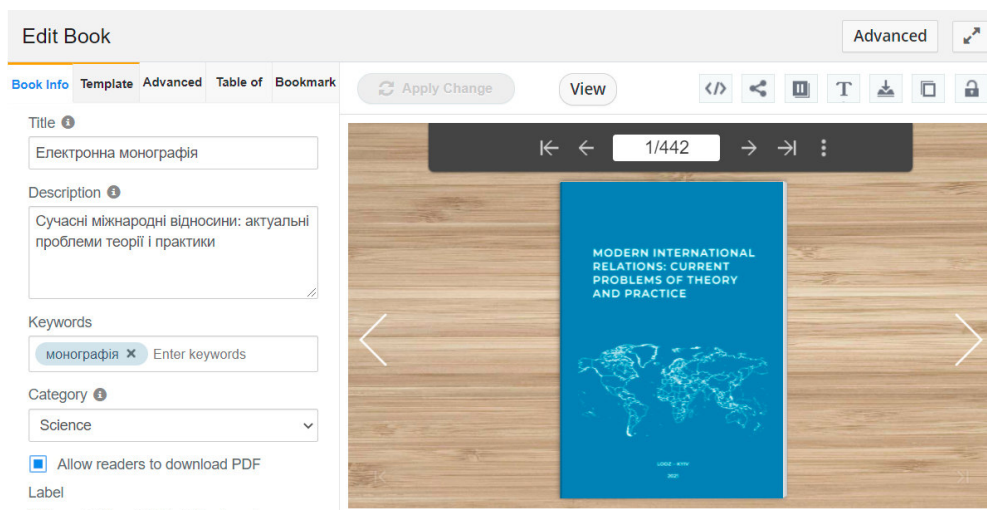 Edit Book
Advanced
Book Info Template Advanced Table of Bookmark
Apply Change
View
T
Title
Електронна монографія
Description
Сучасні міжнародні відносини: актуальні
проблеми теорії і практики
Keywords
монографія × Enter keywords
Category
Science
Allow readers to download PDF
Label
1/442
MODERN INTERNATIONAL
RELATIONS: CURRENT
PROBLEMS OF THEORY
AND PRACTICE
LODZ - KYIV
2021